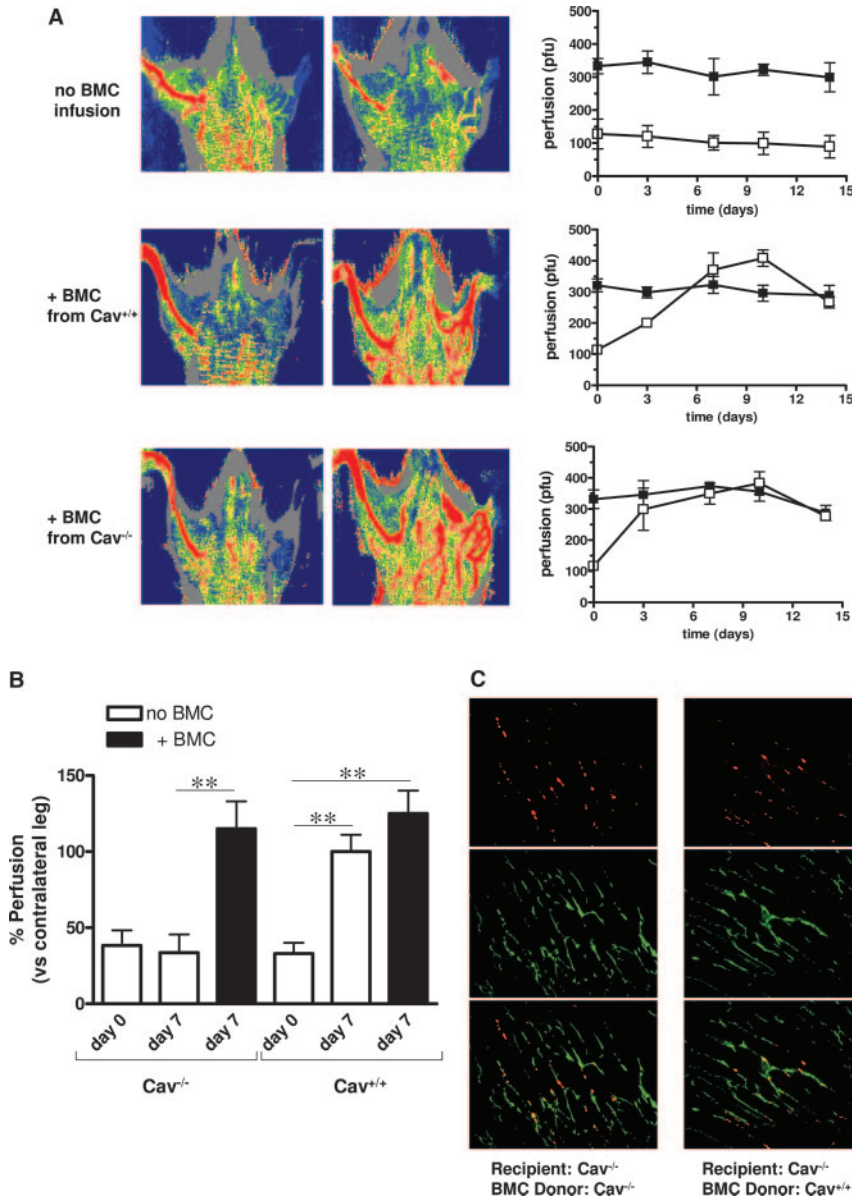 A
no BMC
infusion
perfusion (pfu)
500
400
300
200
100
0
0 3 6 9 12 15
time (days)
+ BMC
from Cav+/+
perfusion (pfu)
500
400
300
200
100
0
0 3 6 9 12 15
time (days)
+ BMC
from Cav-/-
perfusion (pfu)
500
400
300
200
100
0
0 3 6 9 12 15
time (days)
B
no BMC
+ BMC
% Perfusion
(vs contralateral leg)
150
100
50
0
**
**
**
day 0 day 7 day 7 day 0 day 7 day 7
Cav-/- Cav+/+
C
Recipient: Cav-/-
BMC Donor: Cav-/-
Recipient: Cav-/-
BMC Donor: Cav+/+